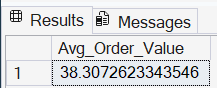 Results Messages
Avg_Order_Value
1 38.3072623343546